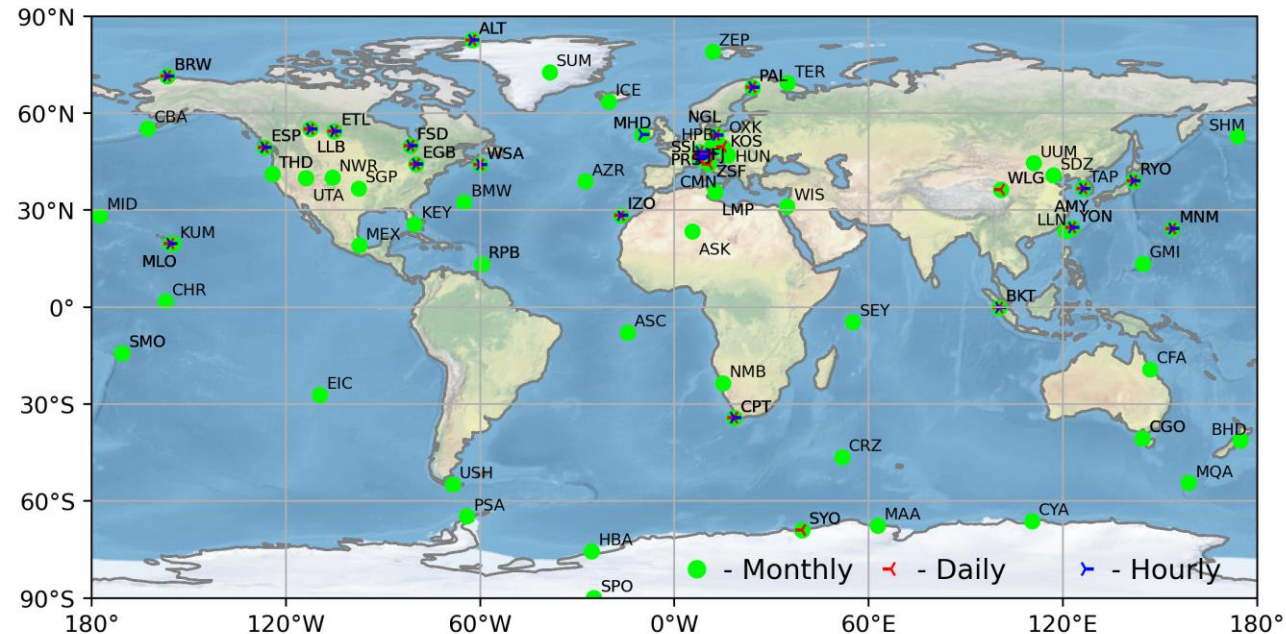 90°N
60°N
30°N
0°
30°S
60°S
90°S
ALT
BRW
SUM
ZEP
PAL
TER
ICE
CBA
MHD
NGL
OXK
HPB
KOS
SSL
HUN
PRS
FJ
ZSF
CMN
ESP
ETL
LLB
FSD
EGB
WSA
THD
NWR
UTA
SGP
AZR
BMW
SHM
UUM
SDZ
WLG
TAP
RYO
MID
KEY
IZO
LMP
WIS
AMY
LLN
YON
MNM
KUM
MLO
MEX
RPB
ASK
GMI
CHR
BKT
ASC
SEY
SMO
CFA
EIC
NMB
CPT
CGO
BHD
CRZ
USH
MQA
PSA
SYO
MAA
CYA
HBA
SPO
- Monthly
- Daily
- Hourly
180°
120°W
60°W
0°W
60°E
120°E
180°